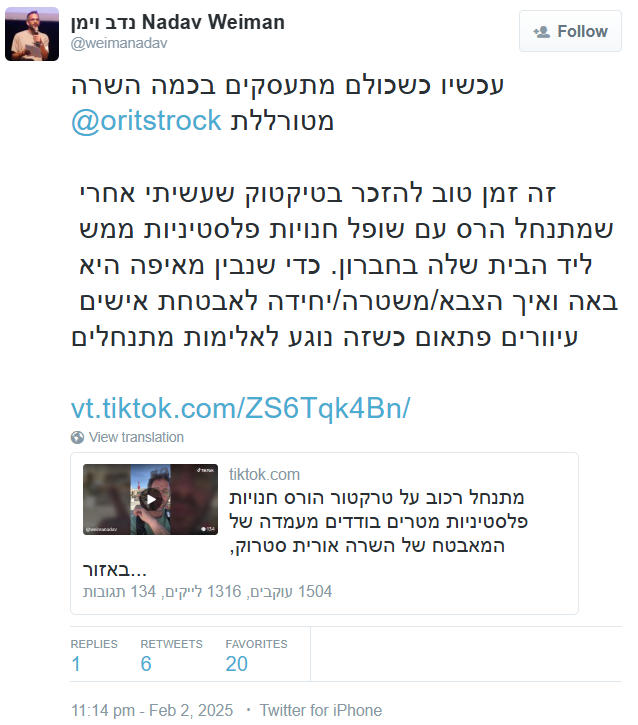 נדב וימן Nadav Weiman
@weimanadav
Follow
עכשיו כשכולם מתעסקים בכמה השרה
@oritstrock מטורללת
זה זמן טוב להזכר בטיקטוק שעשיתי אחרי
שמתנחל הרס עם שופל חנויות פלסטיניות ממש
ליד הבית שלה בחברון. כדי שנבין מאיפה היא
באה ואיך הצבא/משטרה/יחידה לאבטחת אישים
עיוורים פתאום כשזה נוגע לאלימות מתנחלים
vt.tiktok.com/ZS6Tqk4Bn/
View translation
TikTok
@weimanadav
134
tiktok.com
מתנחל רכוב על טרקטור הורס חנויות
פלסטיניות מטרים בודדים מעמדה של
המאבטח של השרה אורית סטרוק,
באזור...
1504 עוקבים, 1316 לייקים, 134 תגובות
REPLIES RETWEETS FAVORITES
1 6 20
11:14 pm - Feb 2, 2025 · Twitter for iPhone